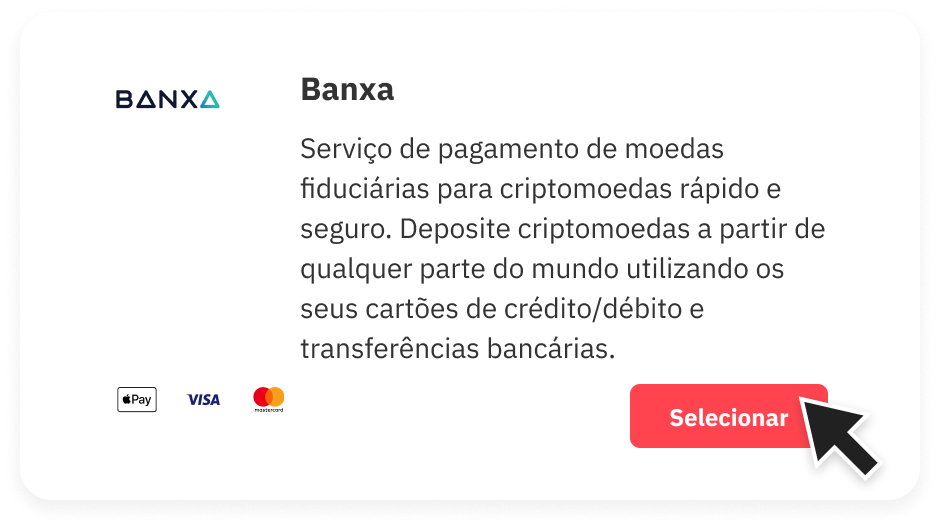 BANXA
Banxa
Serviço de pagamento de moedas
fiduciárias para criptomoedas rápido e
seguro. Deposite criptomoedas a partir de
qualquer parte do mundo utilizando os
seus cartões de crédito/débito e
transferências bancárias.
Pay VISA mastercard
Selecionar